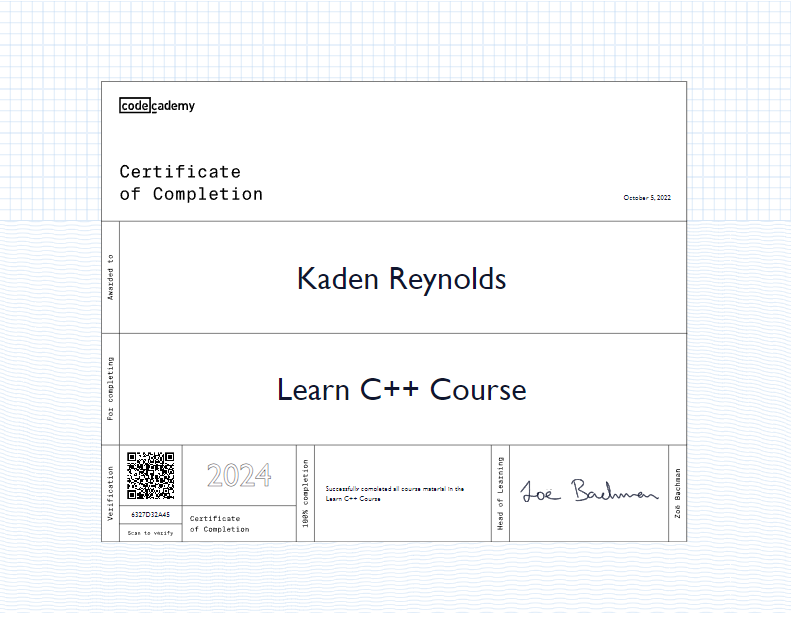 codecademy
Certificate
of Completion
October 5, 2022
Awarded to
Kaden Reynolds
For completing
Learn C++ Course
Verification
6327D32A45
Scan to verify
2024
Certificate
of Completion
100% completion
Successfully completed all course material in the
Learn C++ Course
Head of Learning
Zoë Bachman
Zoë Bachman